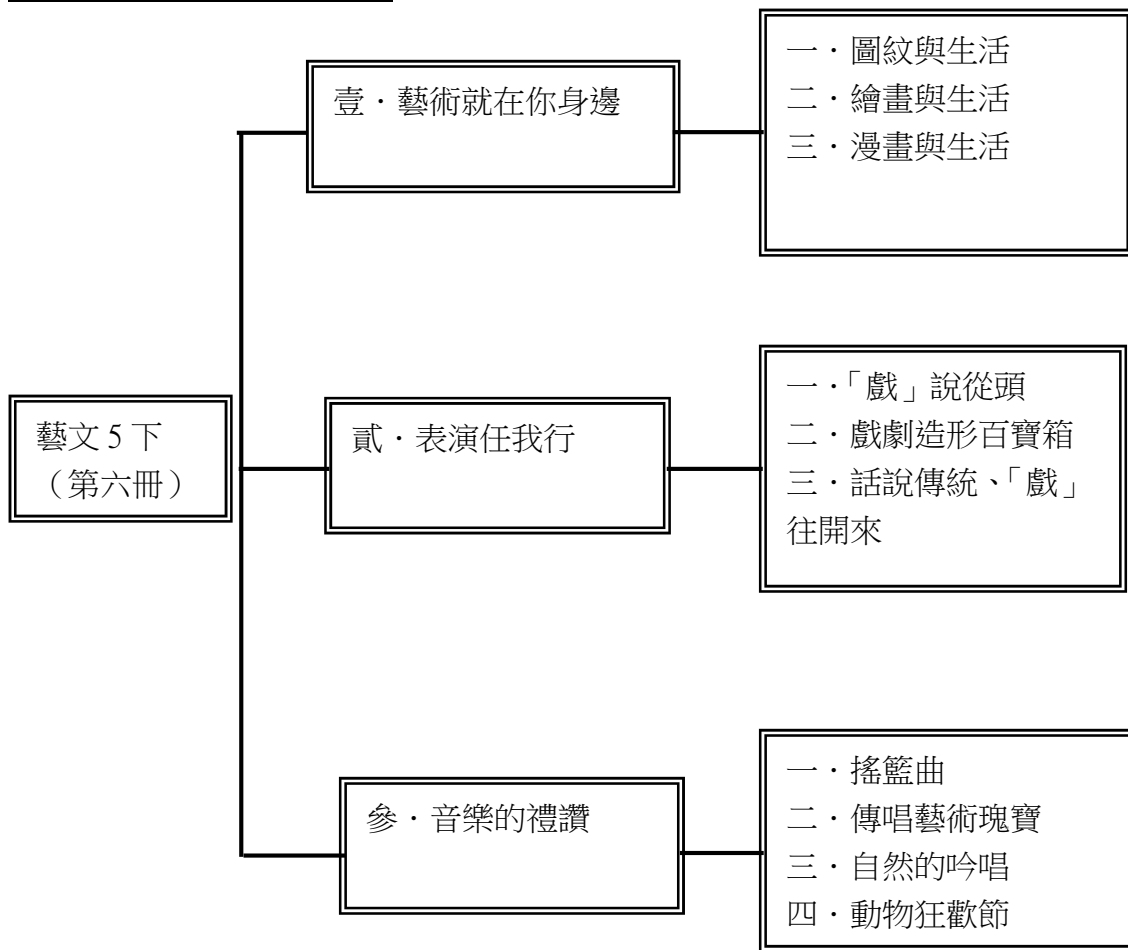 藝文 5 下
（第六冊）
壹．藝術就在你身邊
一．圖紋與生活
二．繪畫與生活
三．漫畫與生活
貳．表演任我行
一．「戲」說從頭
二．戲劇造形百寶箱
三．話說傳統、「戲」
往開來
參．音樂的禮讚
一．搖籃曲
二．傳唱藝術瑰寶
三．自然的吟唱
四．動物狂歡節